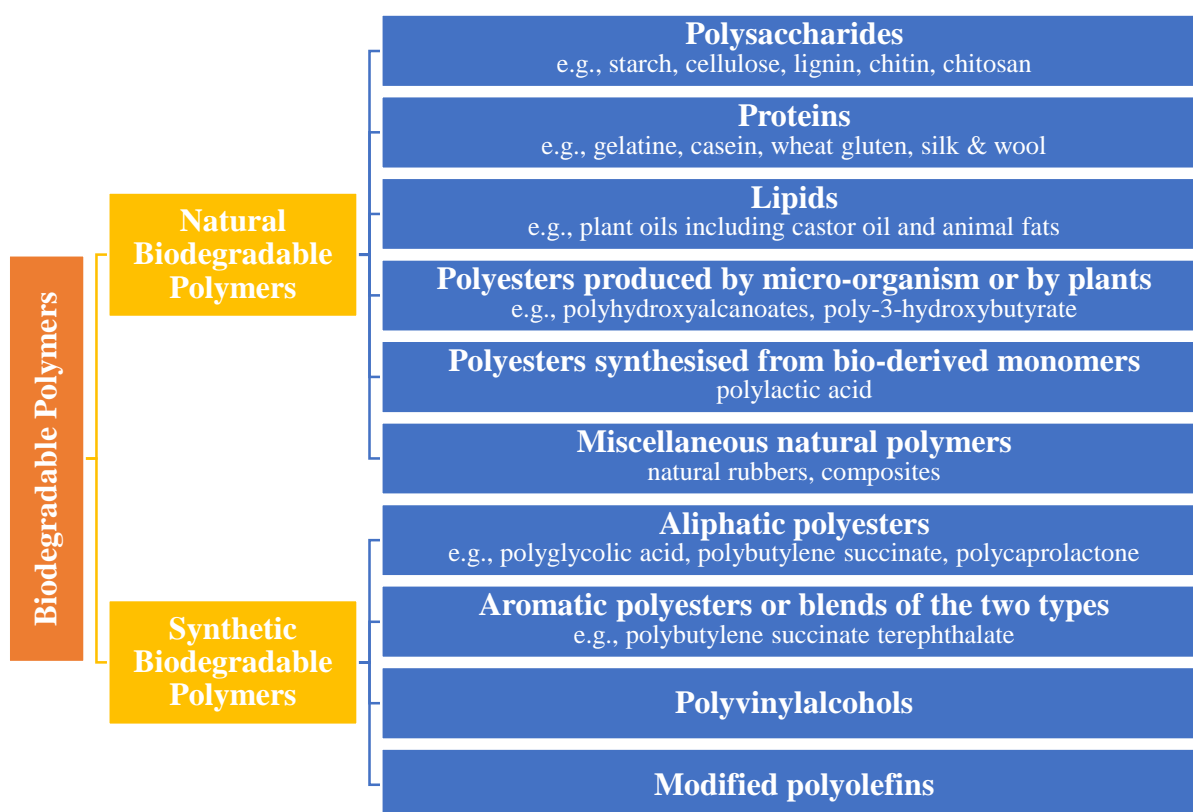 Biodegradable Polymers
Natural
Biodegradable
Polymers
Polysaccharides
e.g., starch, cellulose, lignin, chitin, chitosan
Proteins
e.g., gelatine, casein, wheat gluten, silk & wool
Lipids
e.g., plant oils including castor oil and animal fats
Polyesters produced by micro-organism or by plants
e.g., polyhydroxyalcanoates, poly-3-hydroxybutyrate
Polyesters synthesised from bio-derived monomers
polylactic acid
Miscellaneous natural polymers
natural rubbers, composites
Synthetic
Biodegradable
Polymers
Aliphatic polyesters
e.g., polyglycolic acid, polybutylene succinate, polycaprolactone
Aromatic polyesters or blends of the two types
e.g., polybutylene succinate terephthalate
Polyvinylalcohols
Modified polyolefins